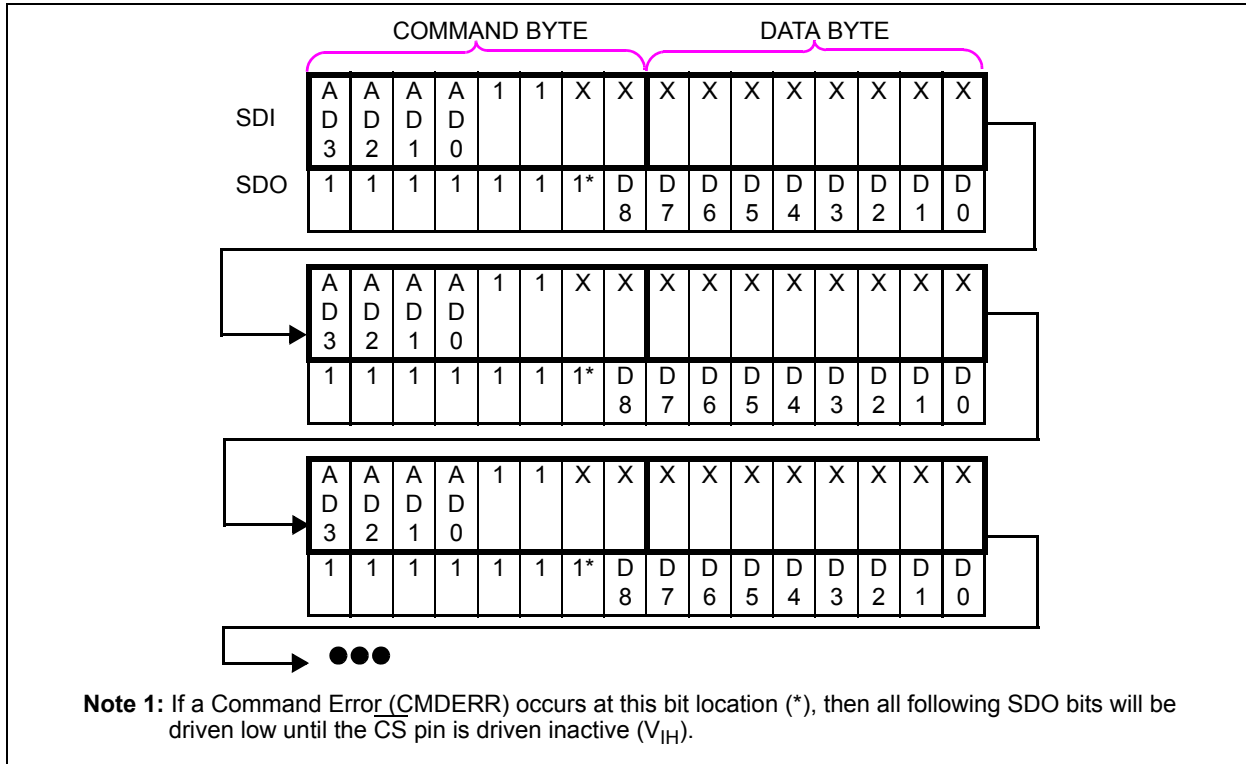 COMMAND BYTE DATA BYTE
SDI
A A A A 1 1 X X X X X X X X X X
D D D D
3 2 1 0
SDO 1 1 1 1 1 1 1* D D D D D D D D D
8 7 6 5 4 3 2 1 0
A A A A 1 1 X X X X X X X X X X
D D D D
3 2 1 0
1 1 1 1 1 1 1* D D D D D D D D D
8 7 6 5 4 3 2 1 0
A A A A 1 1 X X X X X X X X X X
D D D D
3 2 1 0
1 1 1 1 1 1 1* D D D D D D D D D
8 7 6 5 4 3 2 1 0
Note 1: If a Command Error (CMDERR) occurs at this bit location (*), then all following SDO bits will be
driven low until the C̅S̅ pin is driven inactive (VIH).